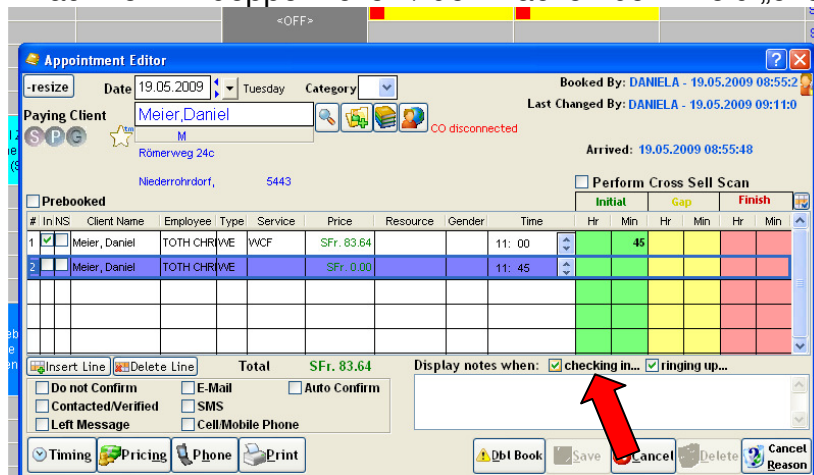 <OFF>
Appointment Editor
-resize Date 19.05.2009 Tuesday Category Booked By: DANIELA - 19.05.2009 08:55:2
Last Changed By: DANIELA - 19.05.2009 09:11:0
Paying Client Meier,Daniel CO disconnected
S P G M
Römerweg 24c Arrived: 19.05.2009 08:55:48
Niederrohrdorf, 5443 Perform Cross Sell Scan
Prebooked Initial Gap Finish
# In NS Client Name Employee Type Service Price Resource Gender Time Hr Min Hr Min Hr Min
1 Meier, Daniel TOTH CHRI WE WCF SFr. 83.64 11: 00 45
2 Meier, Daniel TOTH CHRI WE SFr. 0.00 11: 45
Insert Line Delete Line Total SFr. 83.64 Display notes when: checking in... ringing up...
Do not Confirm E-Mail Auto Confirm
Contacted/Verified SMS
Left Message Cell/Mobile Phone
Timing Pricing Phone Print Dbl Book Save Cancel Delete Cancel Reason